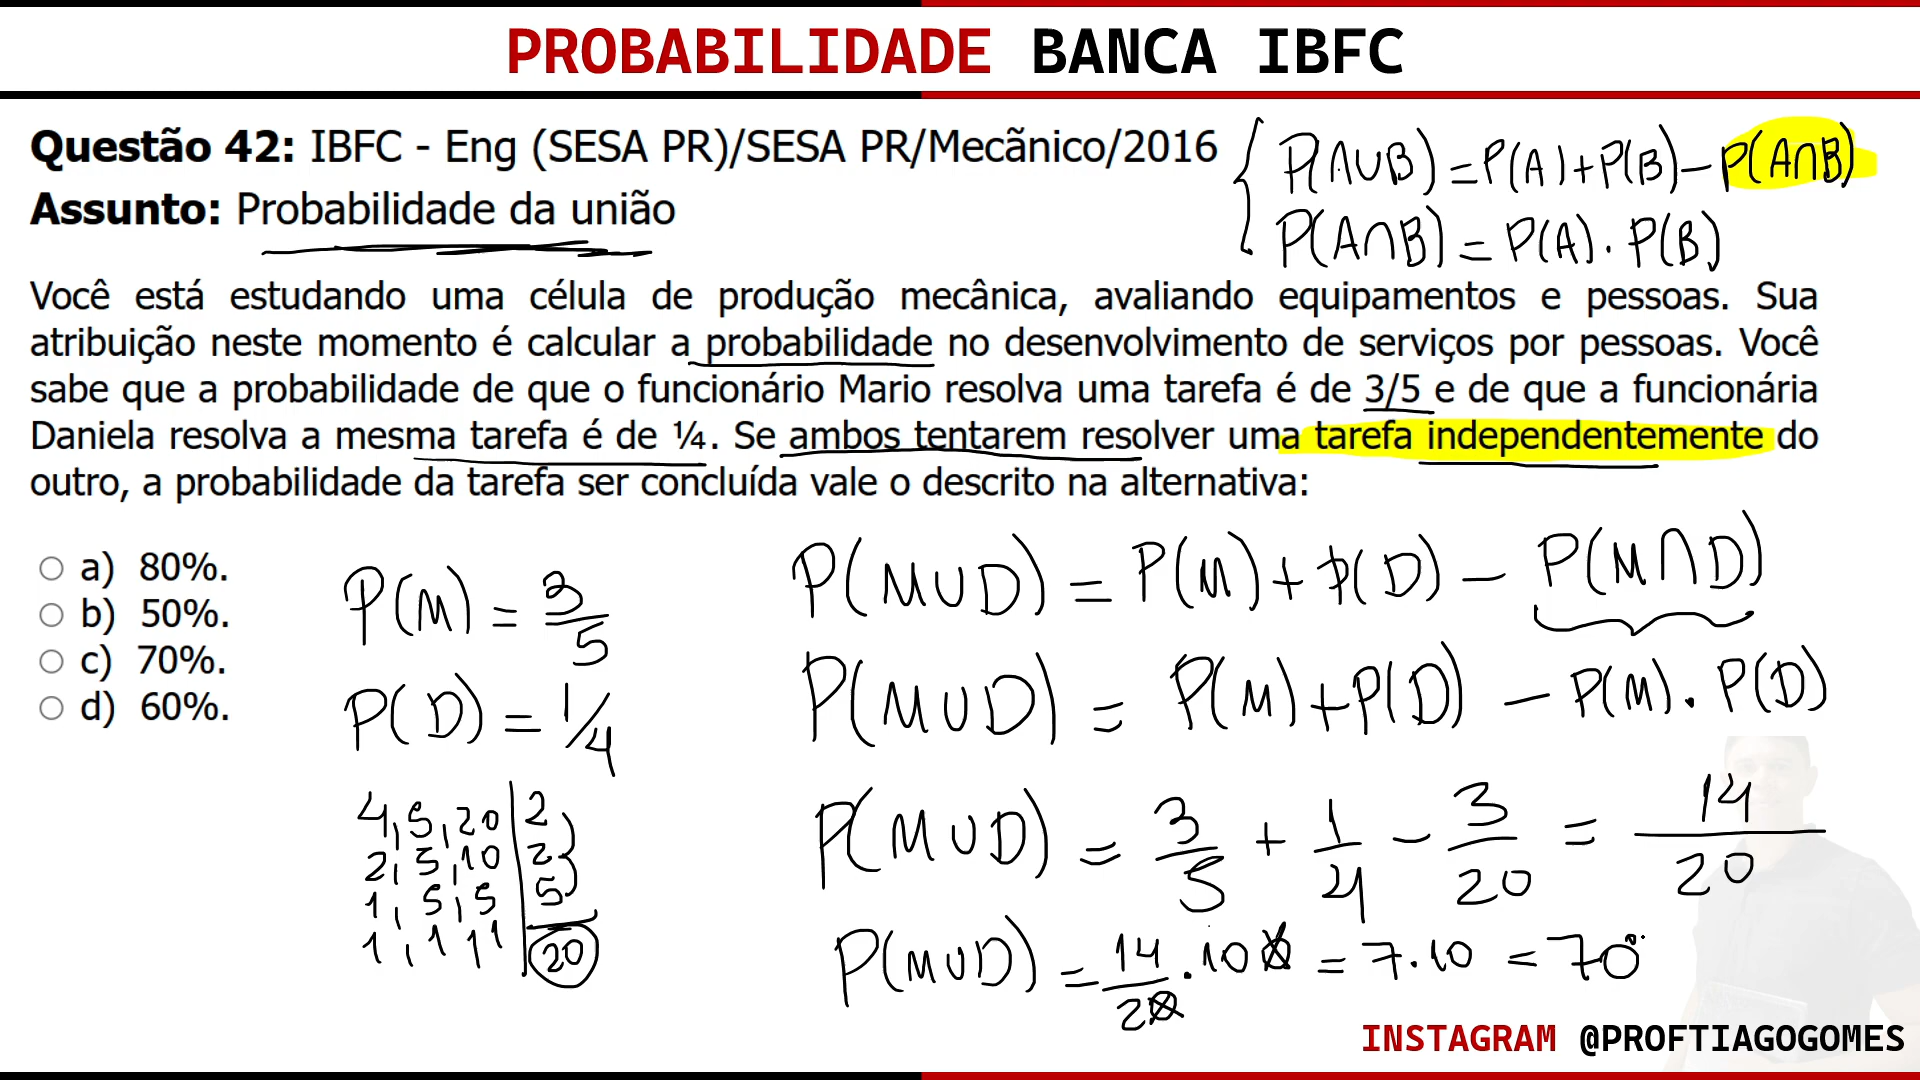 PROBABILIDADE BANCA IBFC
Questão 42: IBFC - Eng (SESA PR)/SESA PR/Mecãnico/2016
Assunto: Probabilidade da união
P(A∪B) = P(A) + P(B) - P(A∩B)
P(A∩B) = P(A) . P(B)
Você está estudando uma célula de produção mecânica, avaliando equipamentos e pessoas. Sua
atribuição neste momento é calcular a probabilidade no desenvolvimento de serviços por pessoas. Você
sabe que a probabilidade de que o funcionário Mario resolva uma tarefa é de 3/5 e de que a funcionária
Daniela resolva a mesma tarefa é de ¼. Se ambos tentarem resolver uma tarefa independentemente do
outro, a probabilidade da tarefa ser concluída vale o descrito na alternativa:
a) 80%.
b) 50%.
c) 70%.
d) 60%.
P(M) = 3/5
P(D) = 1/4
4, 5, 20 | 2
2, 5, 10 | 2
1, 5, 5 | 5
1, 1, 1 | 20
P(M∪D) = P(M) + P(D) - P(M∩D)
P(M∪D) = P(M) + P(D) - P(M) . P(D)
P(M∪D) = 3/5 + 1/4 - 3/20 = 14/20
P(M∪D) = 14/20 . 100 = 7.10 = 70
INSTAGRAM @PROFTIAGOGOMES